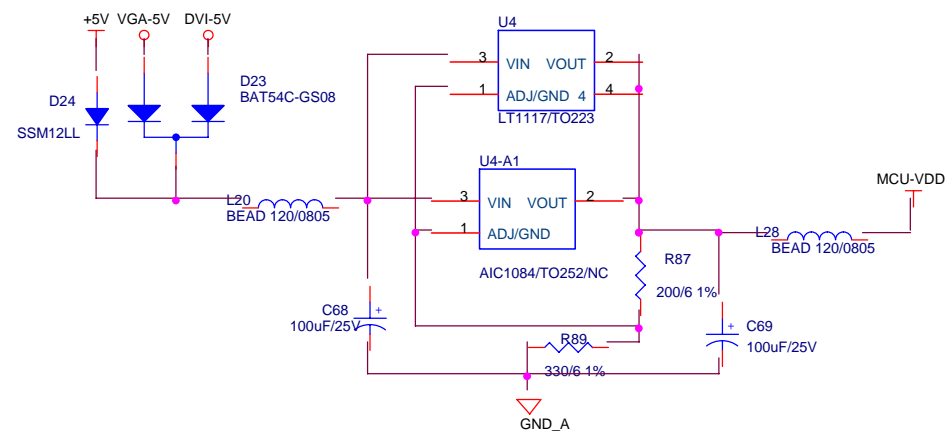 +5V VGA-5V DVI-5V
U4
3 VIN VOUT 2
1 ADJ/GND 4 4
LT1117/TO223
D23
BAT54C-GS08
D24
SSM12LL
U4-A1
3 VIN VOUT 2
1 ADJ/GND
AIC1084/TO252/NC
L20
BEAD 120/0805
MCU-VDD
L28
BEAD 120/0805
R87
200/6 1%
C68
100uF/25V
+
R89
330/6 1%
+
C69
100uF/25V
GND_A